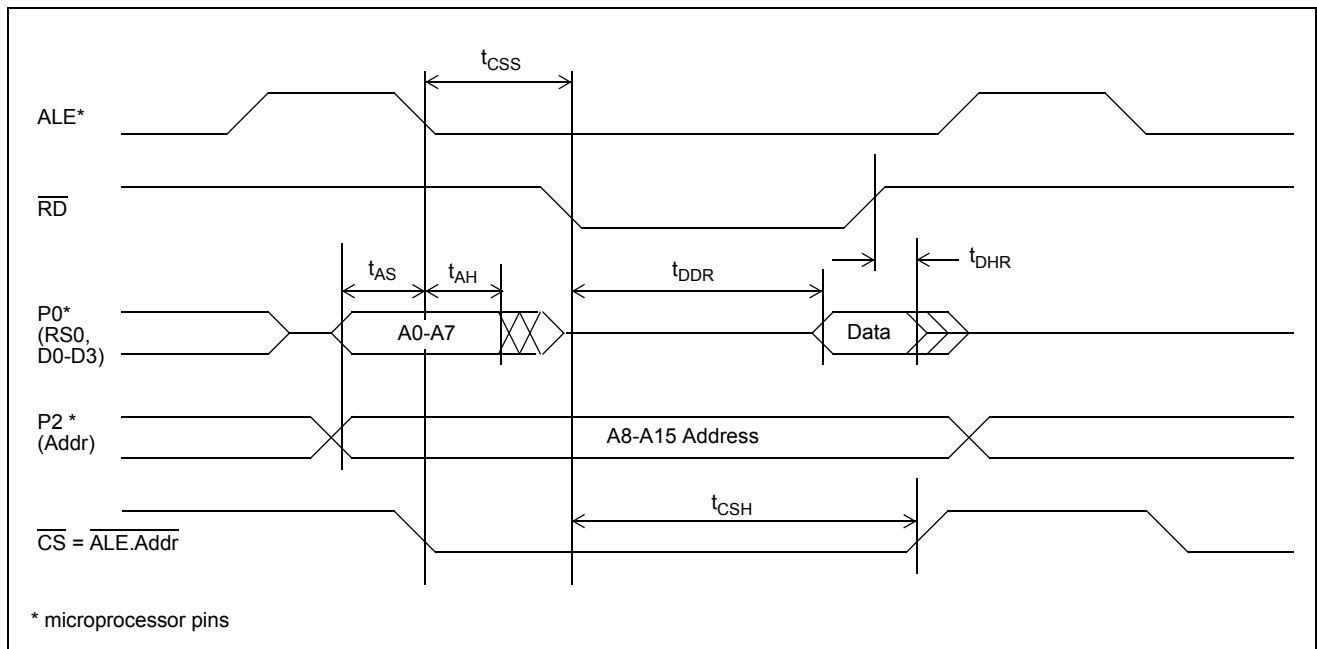 tCSS
ALE*
RD
tAS
tAH
tDDR
tDHR
P0*
(RS0,
D0-D3)
A0-A7
Data
P2 *
(Addr)
A8-A15 Address
tCSH
CS = ALE.Addr
* microprocessor pins